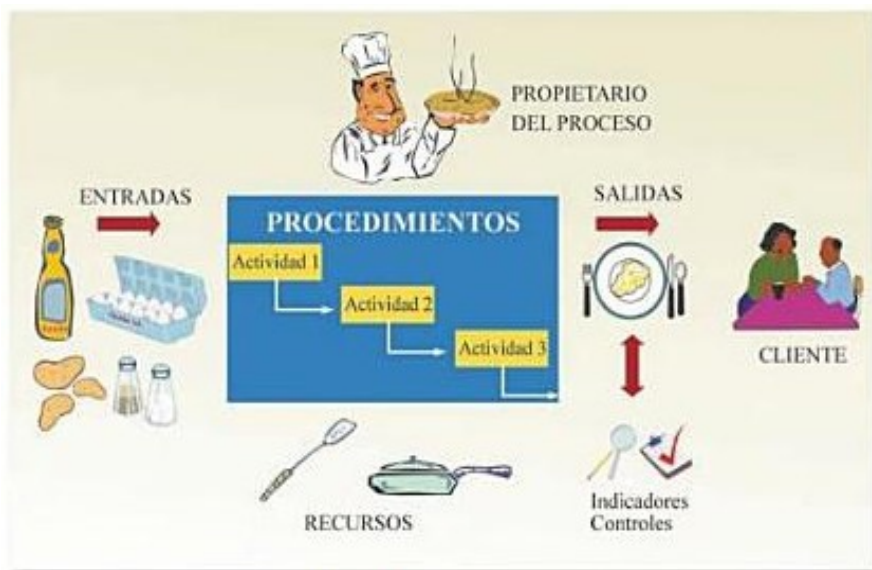 PROPIETARIO
DEL PROCESO
ENTRADAS
SALIDAS
PROCEDIMIENTOS
Actividad 1
Actividad 2
Actividad 3
CLIENTE
RECURSOS
Indicadores
Controles